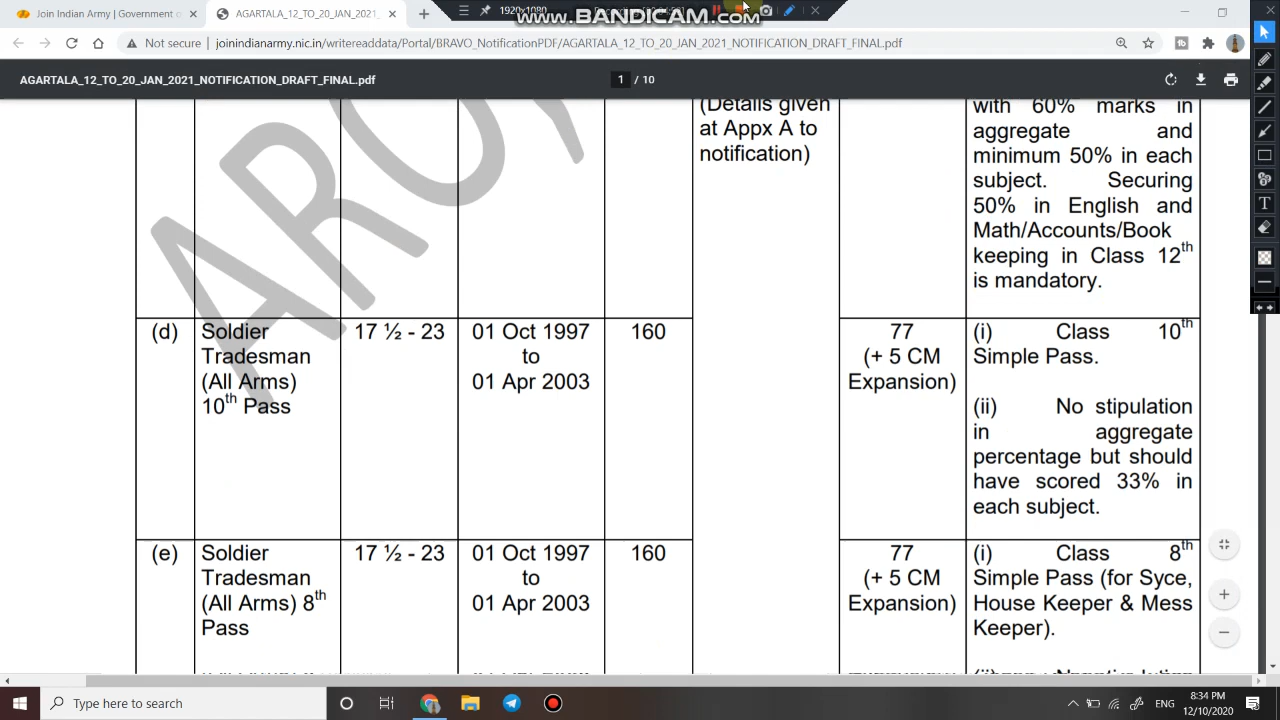 Join Indian Army | Government o
AGARTALA_12_TO_20_JAN_2021_
1920x1080
www.BANDICAM.com
Not secure | joinindianarmy.nic.in/writereaddata/Portal/BRAVO_NotificationPDF/AGARTALA_12_TO_20_JAN_2021_NOTIFICATION_DRAFT_FINAL.pdf
AGARTALA_12_TO_20_JAN_2021_NOTIFICATION_DRAFT_FINAL.pdf
1 / 10
(Details given
at Appx A to
notification)
with 60% marks in
aggregate and
minimum 50% in each
subject. Securing
50% in English and
Math/Accounts/Book
keeping in Class 12th
is mandatory.
ARO
(d)
Soldier
Tradesman
(All Arms)
10th Pass
17 ½ - 23
01 Oct 1997
to
01 Apr 2003
160
77
(+ 5 CM
Expansion)
(i) Class 10th
Simple Pass.
(ii) No stipulation
in aggregate
percentage but should
have scored 33% in
each subject.
(e)
Soldier
Tradesman
(All Arms) 8th
Pass
17 ½ - 23
01 Oct 1997
to
01 Apr 2003
160
77
(+ 5 CM
Expansion)
(i) Class 8th
Simple Pass (for Syce,
House Keeper & Mess
Keeper).
(ii) No stipulation
Type here to search
ENG
8:34 PM
12/10/2020